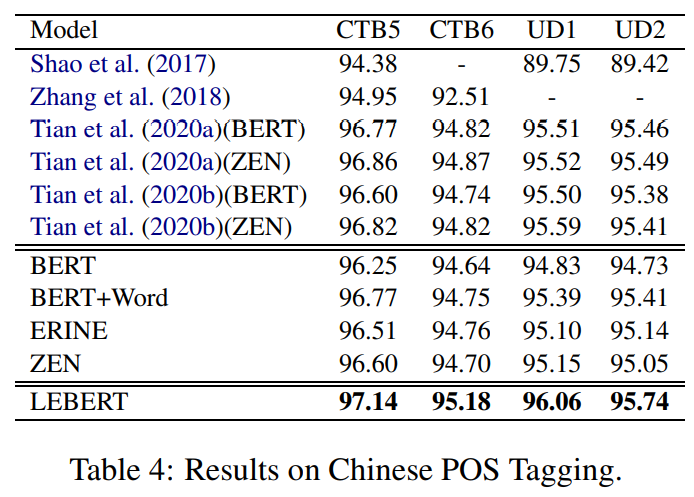 Model CTB5 CTB6 UD1 UD2
Shao et al. (2017) 94.38 - 89.75 89.42
Zhang et al. (2018) 94.95 92.51 - -
Tian et al. (2020a)(BERT) 96.77 94.82 95.51 95.46
Tian et al. (2020a)(ZEN) 96.86 94.87 95.52 95.49
Tian et al. (2020b)(BERT) 96.60 94.74 95.50 95.38
Tian et al. (2020b)(ZEN) 96.82 94.82 95.59 95.41
BERT 96.25 94.64 94.83 94.73
BERT+Word 96.77 94.75 95.39 95.41
ERINE 96.51 94.76 95.10 95.14
ZEN 96.60 94.70 95.15 95.05
LEBERT 97.14 95.18 96.06 95.74
Table 4: Results on Chinese POS Tagging.